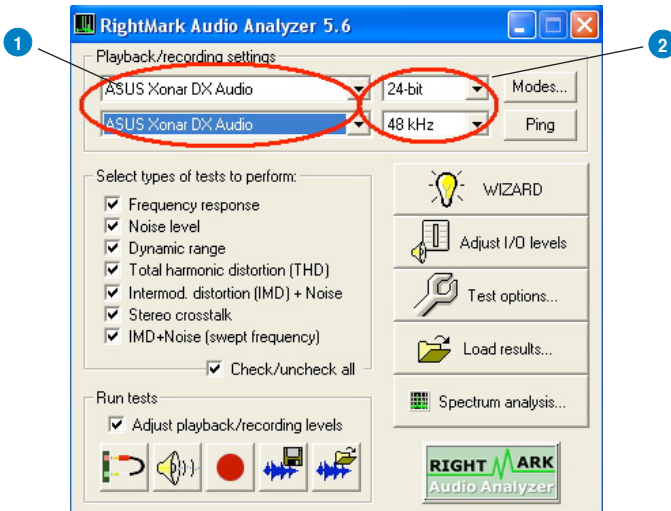 RightMark Audio Analyzer 5.6
1
2
Playback/recording settings
ASUS Xonar DX Audio
24-bit
Modes...
ASUS Xonar DX Audio
48 kHz
Ping
Select types of tests to perform:
Frequency response
Noise level
Dynamic range
Total harmonic distortion (THD)
Intermod. distortion (IMD) + Noise
Stereo crosstalk
IMD+Noise (swept frequency)
Check/uncheck all
WIZARD
Adjust I/O levels
Test options...
Load results...
Spectrum analysis...
Run tests
Adjust playback/recording levels
RIGHT MARK
Audio Analyzer